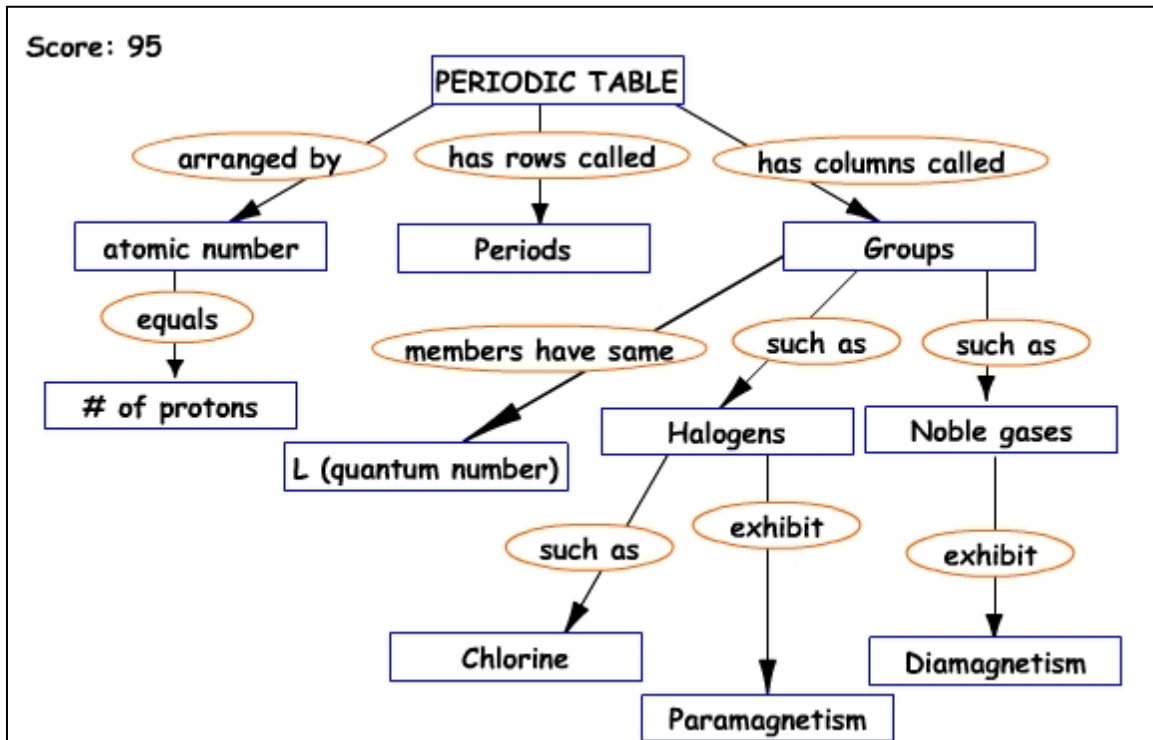 Score: 95
PERIODIC TABLE
arranged by
has rows called
has columns called
atomic number
Periods
Groups
equals
members have same
such as
such as
# of protons
Halogens
Noble gases
L (quantum number)
such as
exhibit
exhibit
Chlorine
Diamagnetism
Paramagnetism